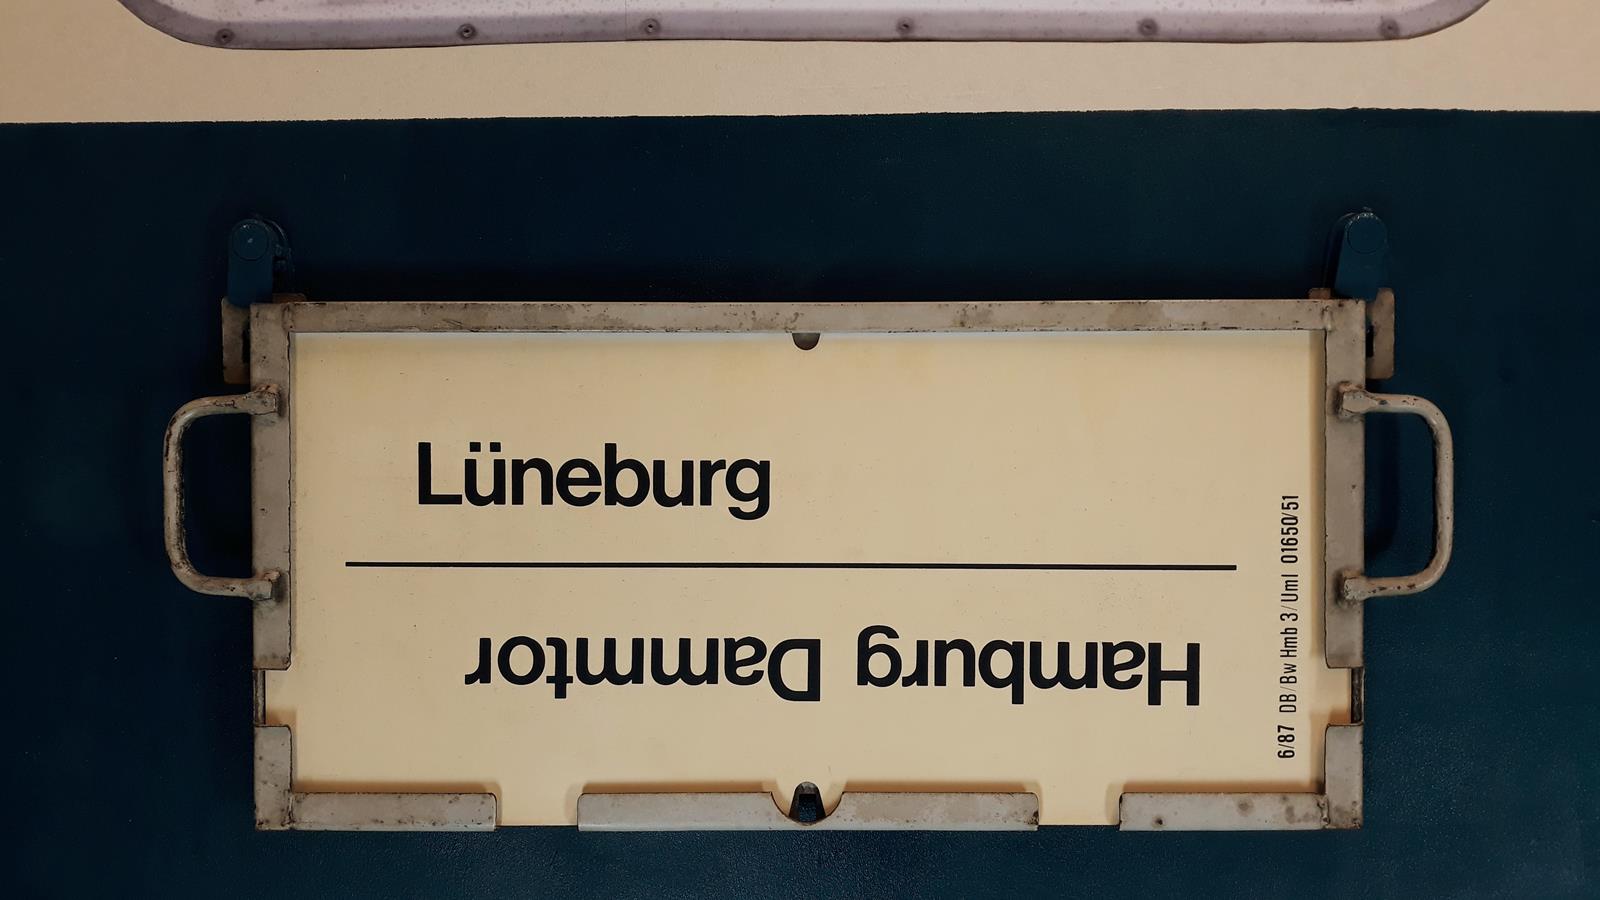 Lüneburg
Hamburg Dammtor
6/87 DB/Bw Hmb 3/Uml 01650/51